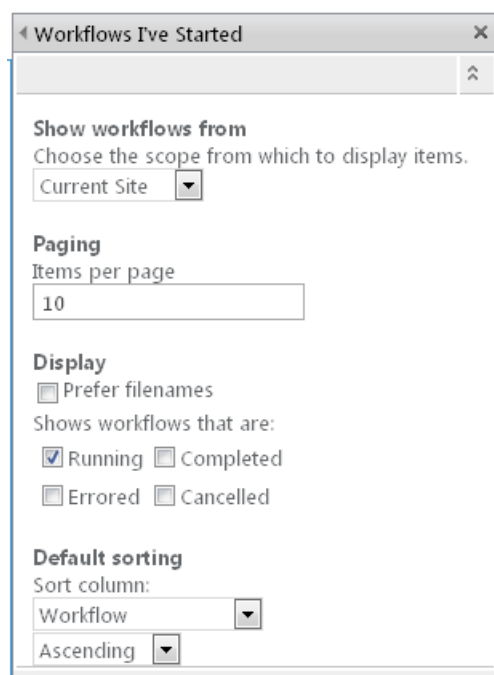 Workflows I've Started
Show workflows from
Choose the scope from which to display items.
Current Site
Paging
Items per page
10
Display
Prefer filenames
Shows workflows that are:
Running Completed
Errored Cancelled
Default sorting
Sort column:
Workflow
Ascending